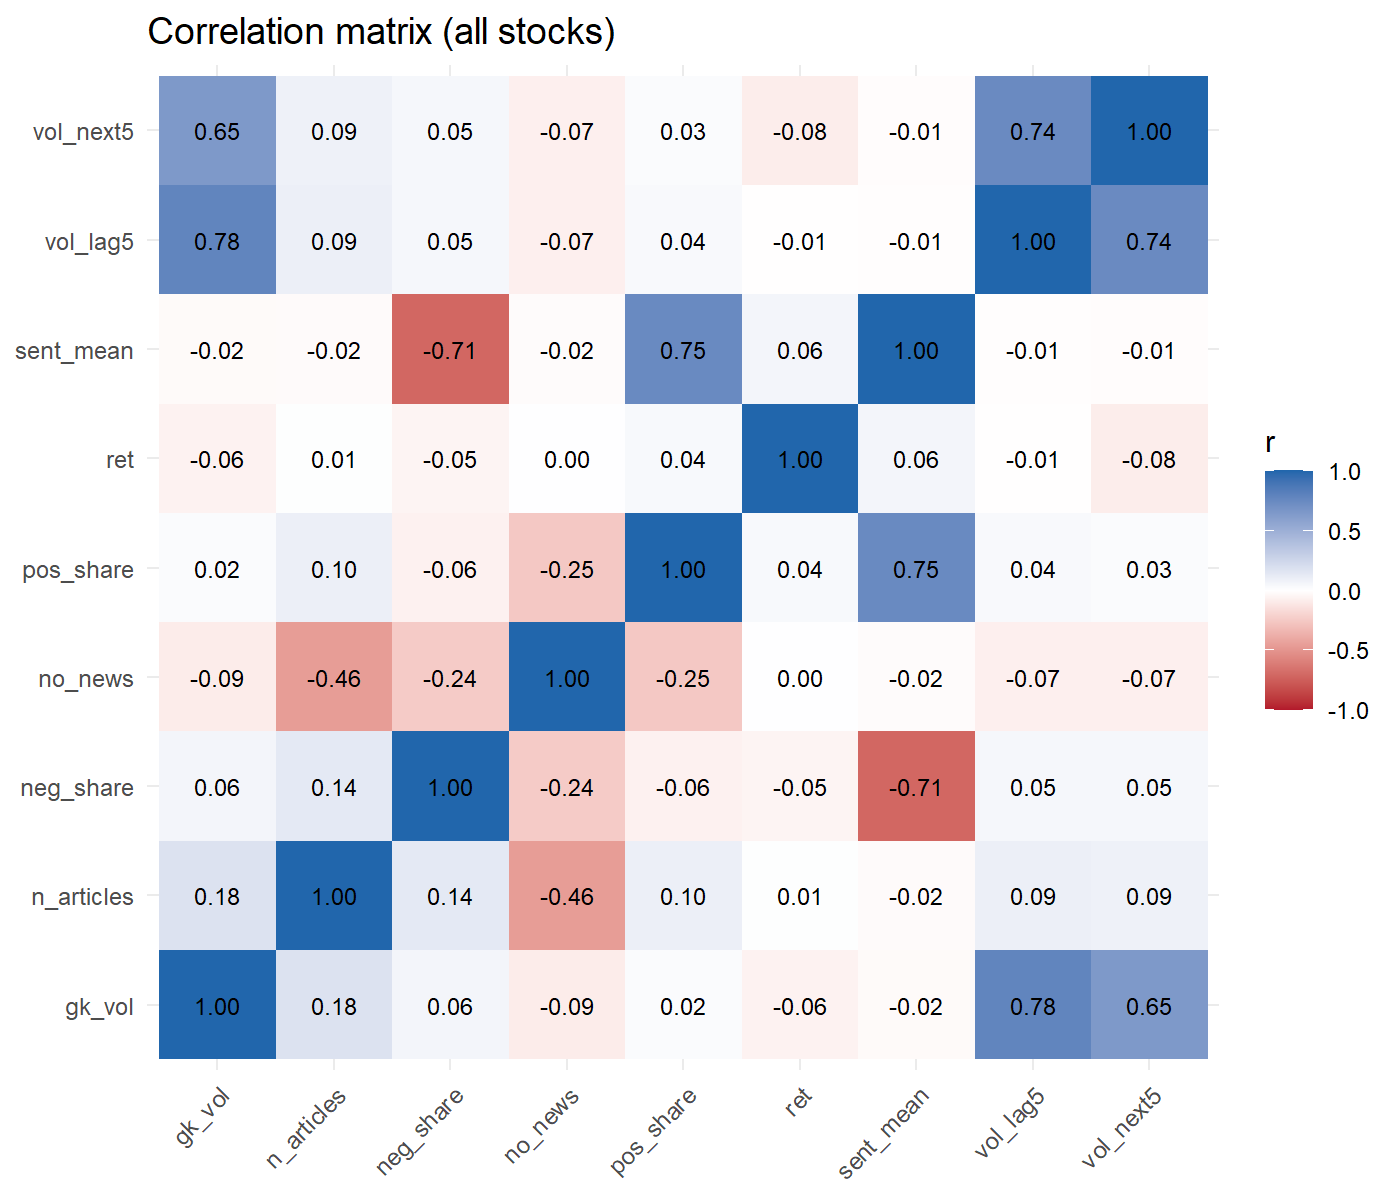 Correlation matrix (all stocks)
vol_next5 0.65 0.09 0.05 -0.07 0.03 -0.08 -0.01 0.74 1.00
vol_lag5 0.78 0.09 0.05 -0.07 0.04 -0.01 -0.01 1.00 0.74
sent_mean -0.02 -0.02 -0.71 -0.02 0.75 0.06 1.00 -0.01 -0.01
ret -0.06 0.01 -0.05 0.00 0.04 1.00 0.06 -0.01 -0.08
pos_share 0.02 0.10 -0.06 -0.25 1.00 0.04 0.75 0.04 0.03
no_news -0.09 -0.46 -0.24 1.00 -0.25 0.00 -0.02 -0.07 -0.07
neg_share 0.06 0.14 1.00 -0.24 -0.06 -0.05 -0.71 0.05 0.05
n_articles 0.18 1.00 0.14 -0.46 0.10 0.01 -0.02 0.09 0.09
gk_vol 1.00 0.18 0.06 -0.09 0.02 -0.06 -0.02 0.78 0.65
gk_vol n_articles neg_share no_news pos_share ret sent_mean vol_lag5 vol_next5
r
1.0
0.5
0.0
-0.5
-1.0